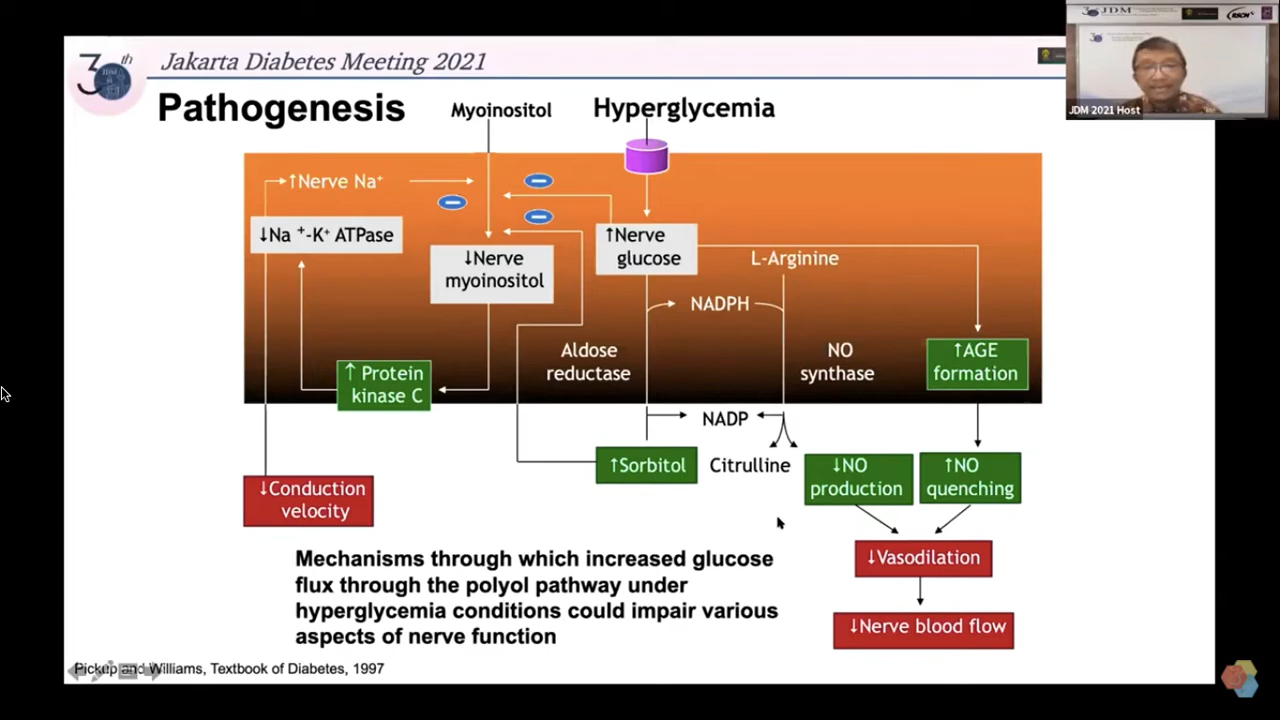 30th
JDM
Jakarta Diabetes Meeting 2021
JDM
JDM 2021 Host
Pathogenesis
Myoinositol
Hyperglycemia
↑Nerve Na⁺
↓Na ⁺-K⁺ ATPase
↓Nerve
myoinositol
↑Nerve
glucose
L-Arginine
NADPH
Aldose
reductase
NO
synthase
↑AGE
formation
↑ Protein
kinase C
NADP
↑Sorbitol
Citrulline
↓NO
production
↑NO
quenching
↓Conduction
velocity
↓Vasodilation
↓Nerve blood flow
Mechanisms through which increased glucose
flux through the polyol pathway under
hyperglycemia conditions could impair various
aspects of nerve function
Pickup and Williams, Textbook of Diabetes, 1997